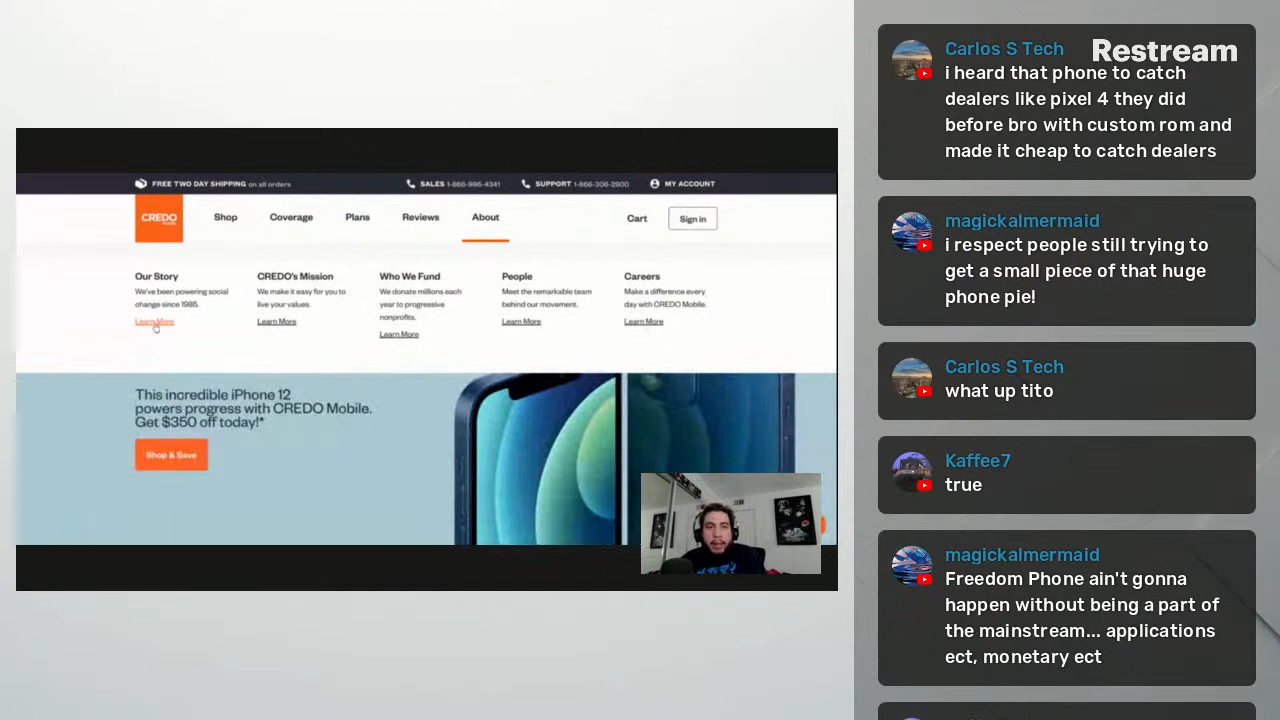 FREE TWO DAY SHIPPING on all orders
SALES 1-866-996-4341
SUPPORT 1-866-306-2900
MY ACCOUNT
CREDO
Shop
Coverage
Plans
Reviews
About
Cart
Sign in
Our Story
We've been powering social
change since 1985.
Learn More
CREDO's Mission
We make it easy for you to
live your values.
Learn More
Who We Fund
We donate millions each
year to progressive
nonprofits.
Learn More
People
Meet the remarkable team
behind our movement.
Learn More
Careers
Make a difference every
day with CREDO Mobile.
Learn More
This incredible iPhone 12
powers progress with CREDO Mobile.
Get $350 off today!*
Shop & Save
Restream
Carlos S Tech
i heard that phone to catch
dealers like pixel 4 they did
before bro with custom rom and
made it cheap to catch dealers
magickalmermaid
i respect people still trying to
get a small piece of that huge
phone pie!
Carlos S Tech
what up tito
Kaffee7
true
magickalmermaid
Freedom Phone ain't gonna
happen without being a part of
the mainstream... applications
ect, monetary ect